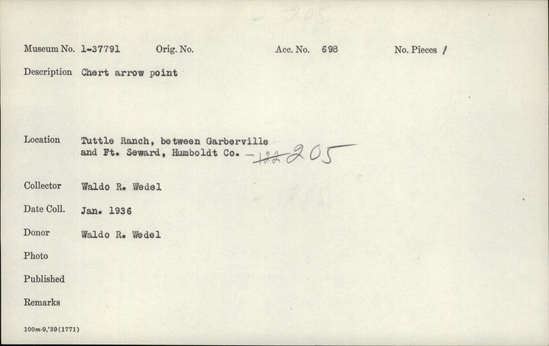 205
Museum No. 1-37791 Orig. No. Acc. No. 698 No. Pieces /
Description Chert arrow point
Location Tuttle Ranch, between Garberville
and Ft. Seward, Humboldt Co. – 122 205
Collector Waldo R. Wedel
Date Coll. Jan. 1936
Donor Waldo R. Wedel
Photo
Published
Remarks
100m-9,'39(1771)